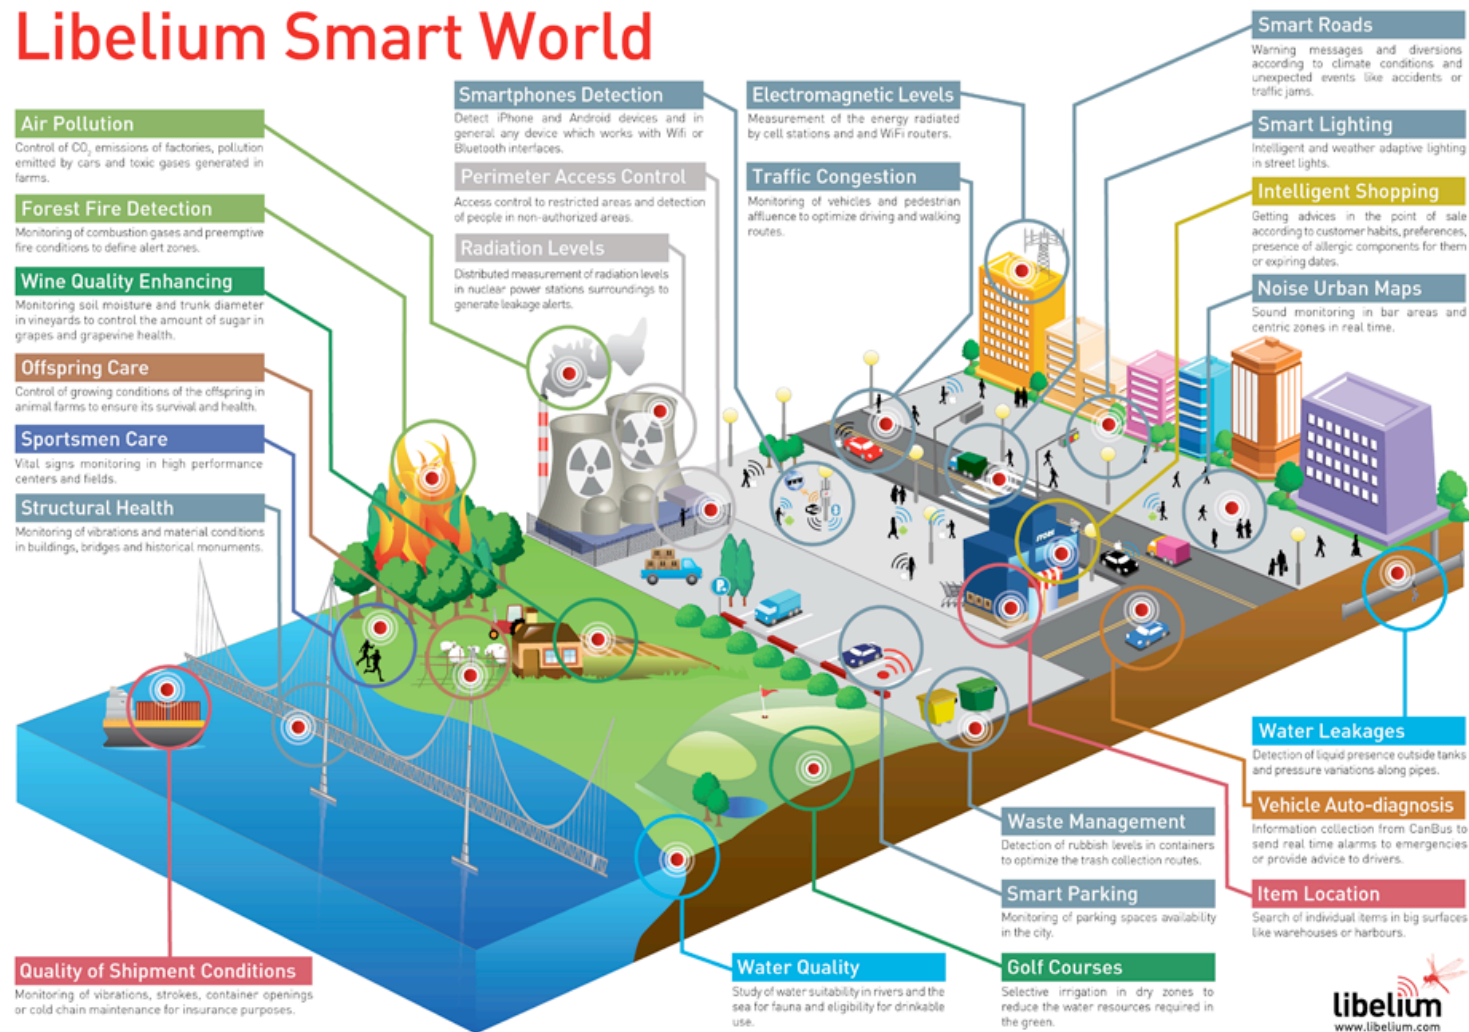 Libelium Smart World
Air Pollution
Control of CO2 emissions of factories, pollution
emitted by cars and toxic gases generated in
farms.
Forest Fire Detection
Monitoring of combustion gases and preemptive
fire conditions to define alert zones.
Wine Quality Enhancing
Monitoring soil moisture and trunk diameter
in vineyards to control the amount of sugar in
grapes and grapevine health.
Offspring Care
Control of growing conditions of the offspring in
animal farms to ensure its survival and health.
Sportsmen Care
Vital signs monitoring in high performance
centers and fields.
Structural Health
Monitoring of vibrations and material conditions
in buildings, bridges and historical monuments.
Quality of Shipment Conditions
Monitoring of vibrations, strokes, container openings
or cold chain maintenance for insurance purposes.
Smartphones Detection
Detect iPhone and Android devices and in
general any device which works with Wifi or
Bluetooth interfaces.
Perimeter Access Control
Access control to restricted areas and detection
of people in non-authorized areas.
Radiation Levels
Distributed measurement of radiation levels
in nuclear power stations surroundings to
generate leakage alerts.
Electromagnetic Levels
Measurement of the energy radiated
by cell stations and and WiFi routers.
Traffic Congestion
Monitoring of vehicles and pedestrian
affluence to optimize driving and walking
routes.
Smart Roads
Warning messages and diversions
according to climate conditions and
unexpected events like accidents or
traffic jams.
Smart Lighting
Intelligent and weather adaptive lighting
in street lights.
Intelligent Shopping
Getting advices in the point of sale
according to customer habits, preferences,
presence of allergic components for them
or expiring dates.
Noise Urban Maps
Sound monitoring in bar areas and
centric zones in real time.
STORE
P
Water Leakages
Detection of liquid presence outside tanks
and pressure variations along pipes.
Vehicle Auto-diagnosis
Information collection from CanBus to
send real time alarms to emergencies
or provide advice to drivers.
Item Location
Search of individual items in big surfaces
like warehouses or harbours.
Waste Management
Detection of rubbish levels in containers
to optimize the trash collection routes.
Smart Parking
Monitoring of parking spaces availability
in the city.
Golf Courses
Selective irrigation in dry zones to
reduce the water resources required in
the green.
Water Quality
Study of water suitability in rivers and the
sea for fauna and eligibility for drinkable
use.
libelium
www.libelium.com